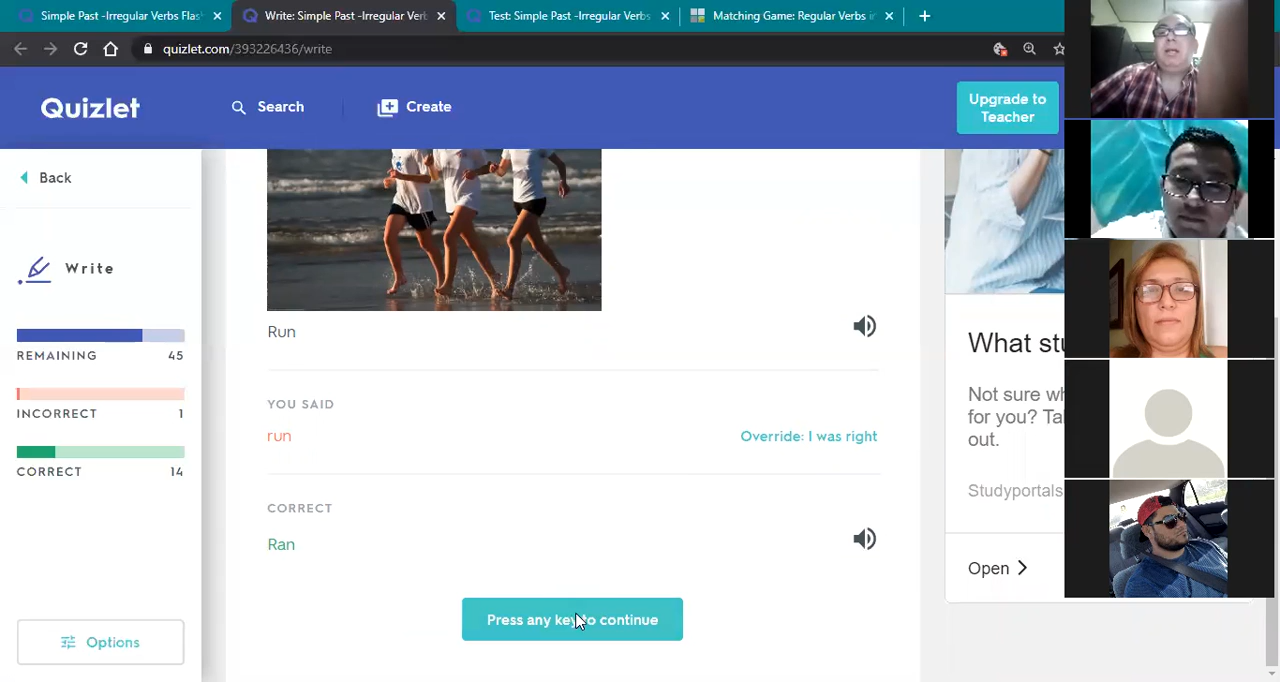 Simple Past -Irregular Verbs Flas
Write: Simple Past -Irregular Verb
Test: Simple Past -Irregular Verbs
Matching Game: Regular Verbs in
quizlet.com/393226436/write
Quizlet
Search
Create
Upgrade to
Teacher
Back
Write
REMAINING 45
INCORRECT 1
CORRECT 14
Options
Run
YOU SAID
run
Override: I was right
CORRECT
Ran
Press any key to continue
What stu
Not sure wh
for you? Ta
out.
Studyportals
Open